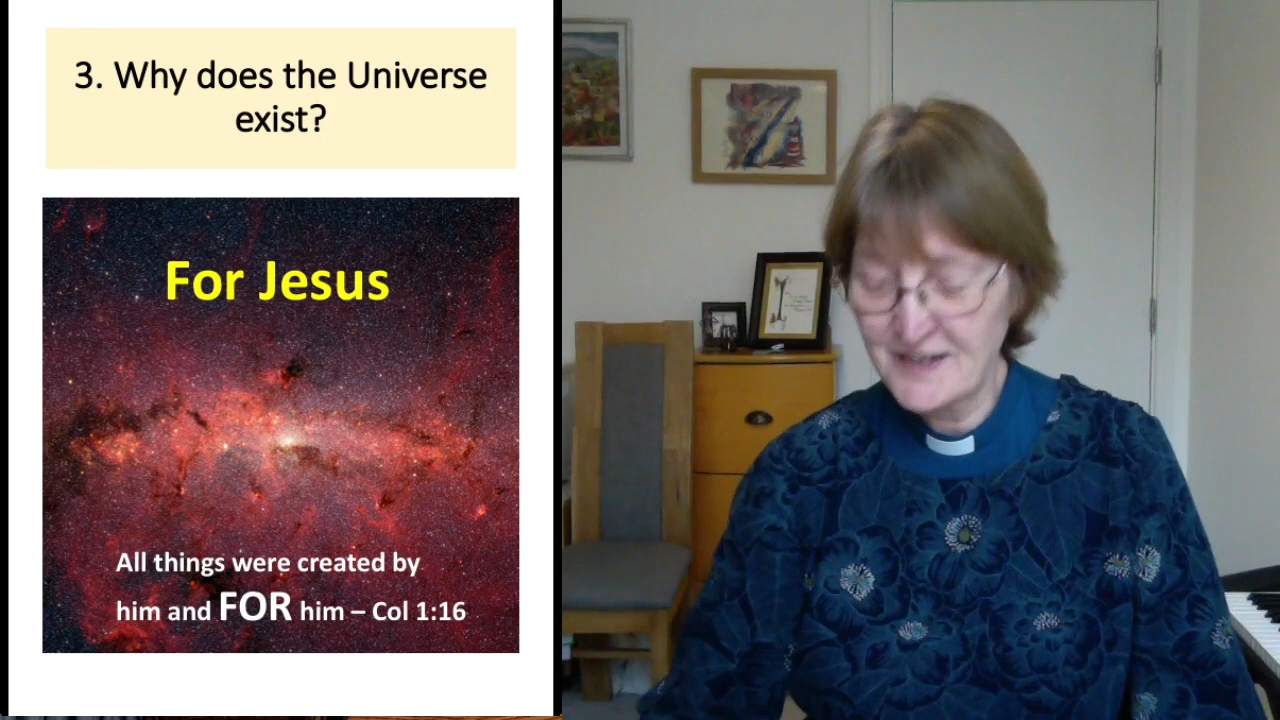 3. Why does the Universe
exist?
For Jesus
All things were created by
him and FOR him – Col 1:16